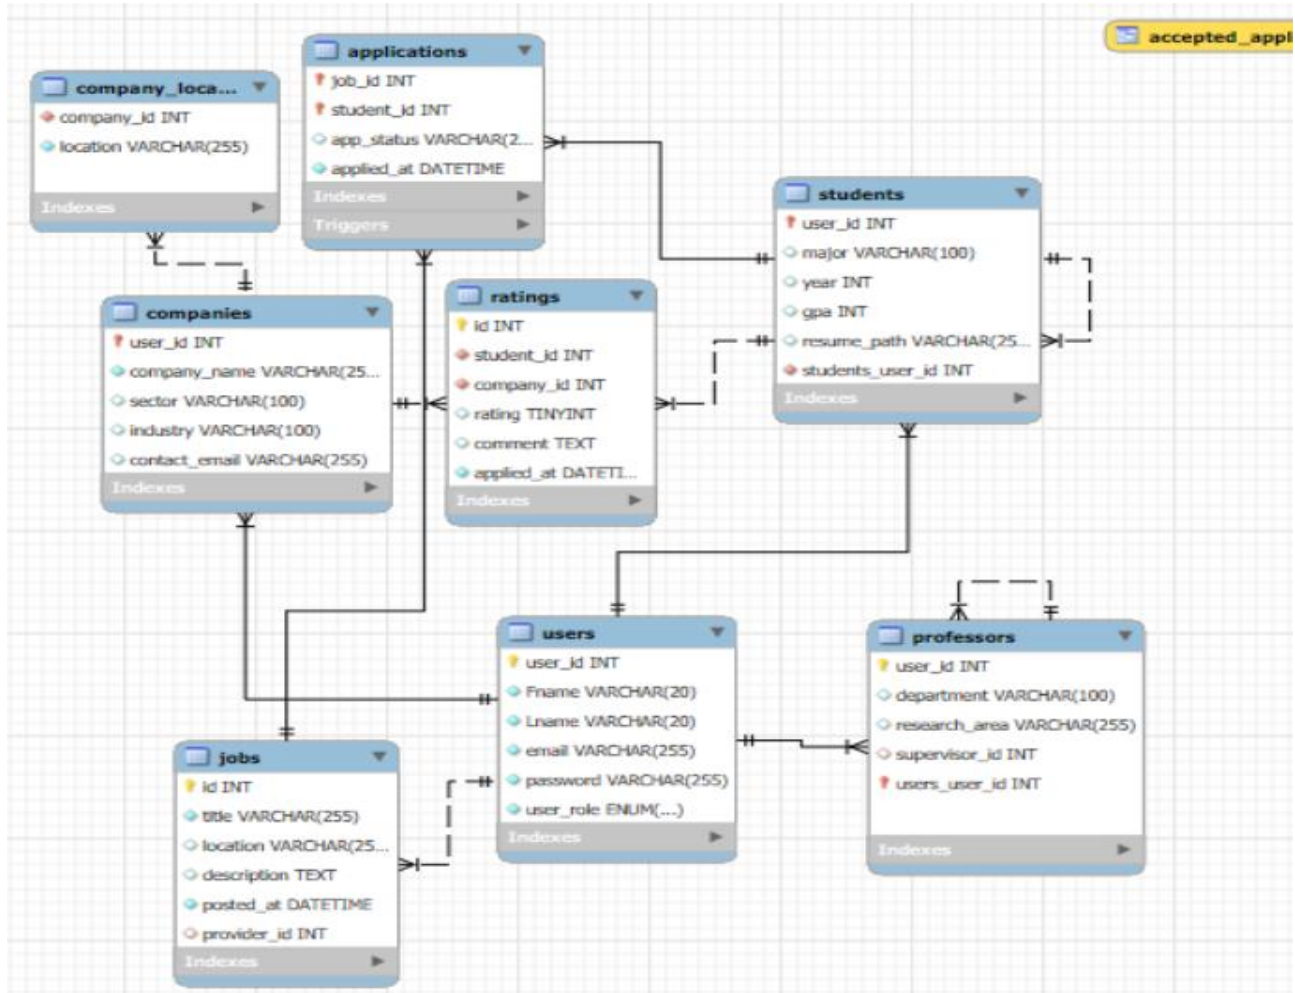 accepted_appl
applications
job_id INT
student_id INT
app_status VARCHAR(2...
applied_at DATETIME
Indexes
Triggers
company_loca...
company_id INT
location VARCHAR(255)
Indexes
students
user_id INT
major VARCHAR(100)
year INT
gpa INT
resume_path VARCHAR(25...
students_user_id INT
Indexes
companies
user_id INT
company_name VARCHAR(25...
sector VARCHAR(100)
industry VARCHAR(100)
contact_email VARCHAR(255)
Indexes
ratings
id INT
student_id INT
company_id INT
rating TINYINT
comment TEXT
applied_at DATETI...
Indexes
users
user_id INT
Fname VARCHAR(20)
Lname VARCHAR(20)
email VARCHAR(255)
password VARCHAR(255)
user_role ENUM(...)
Indexes
professors
user_id INT
department VARCHAR(100)
research_area VARCHAR(255)
supervisor_id INT
users_user_id INT
Indexes
jobs
id INT
title VARCHAR(255)
location VARCHAR(25...
description TEXT
posted_at DATETIME
provider_id INT
Indexes